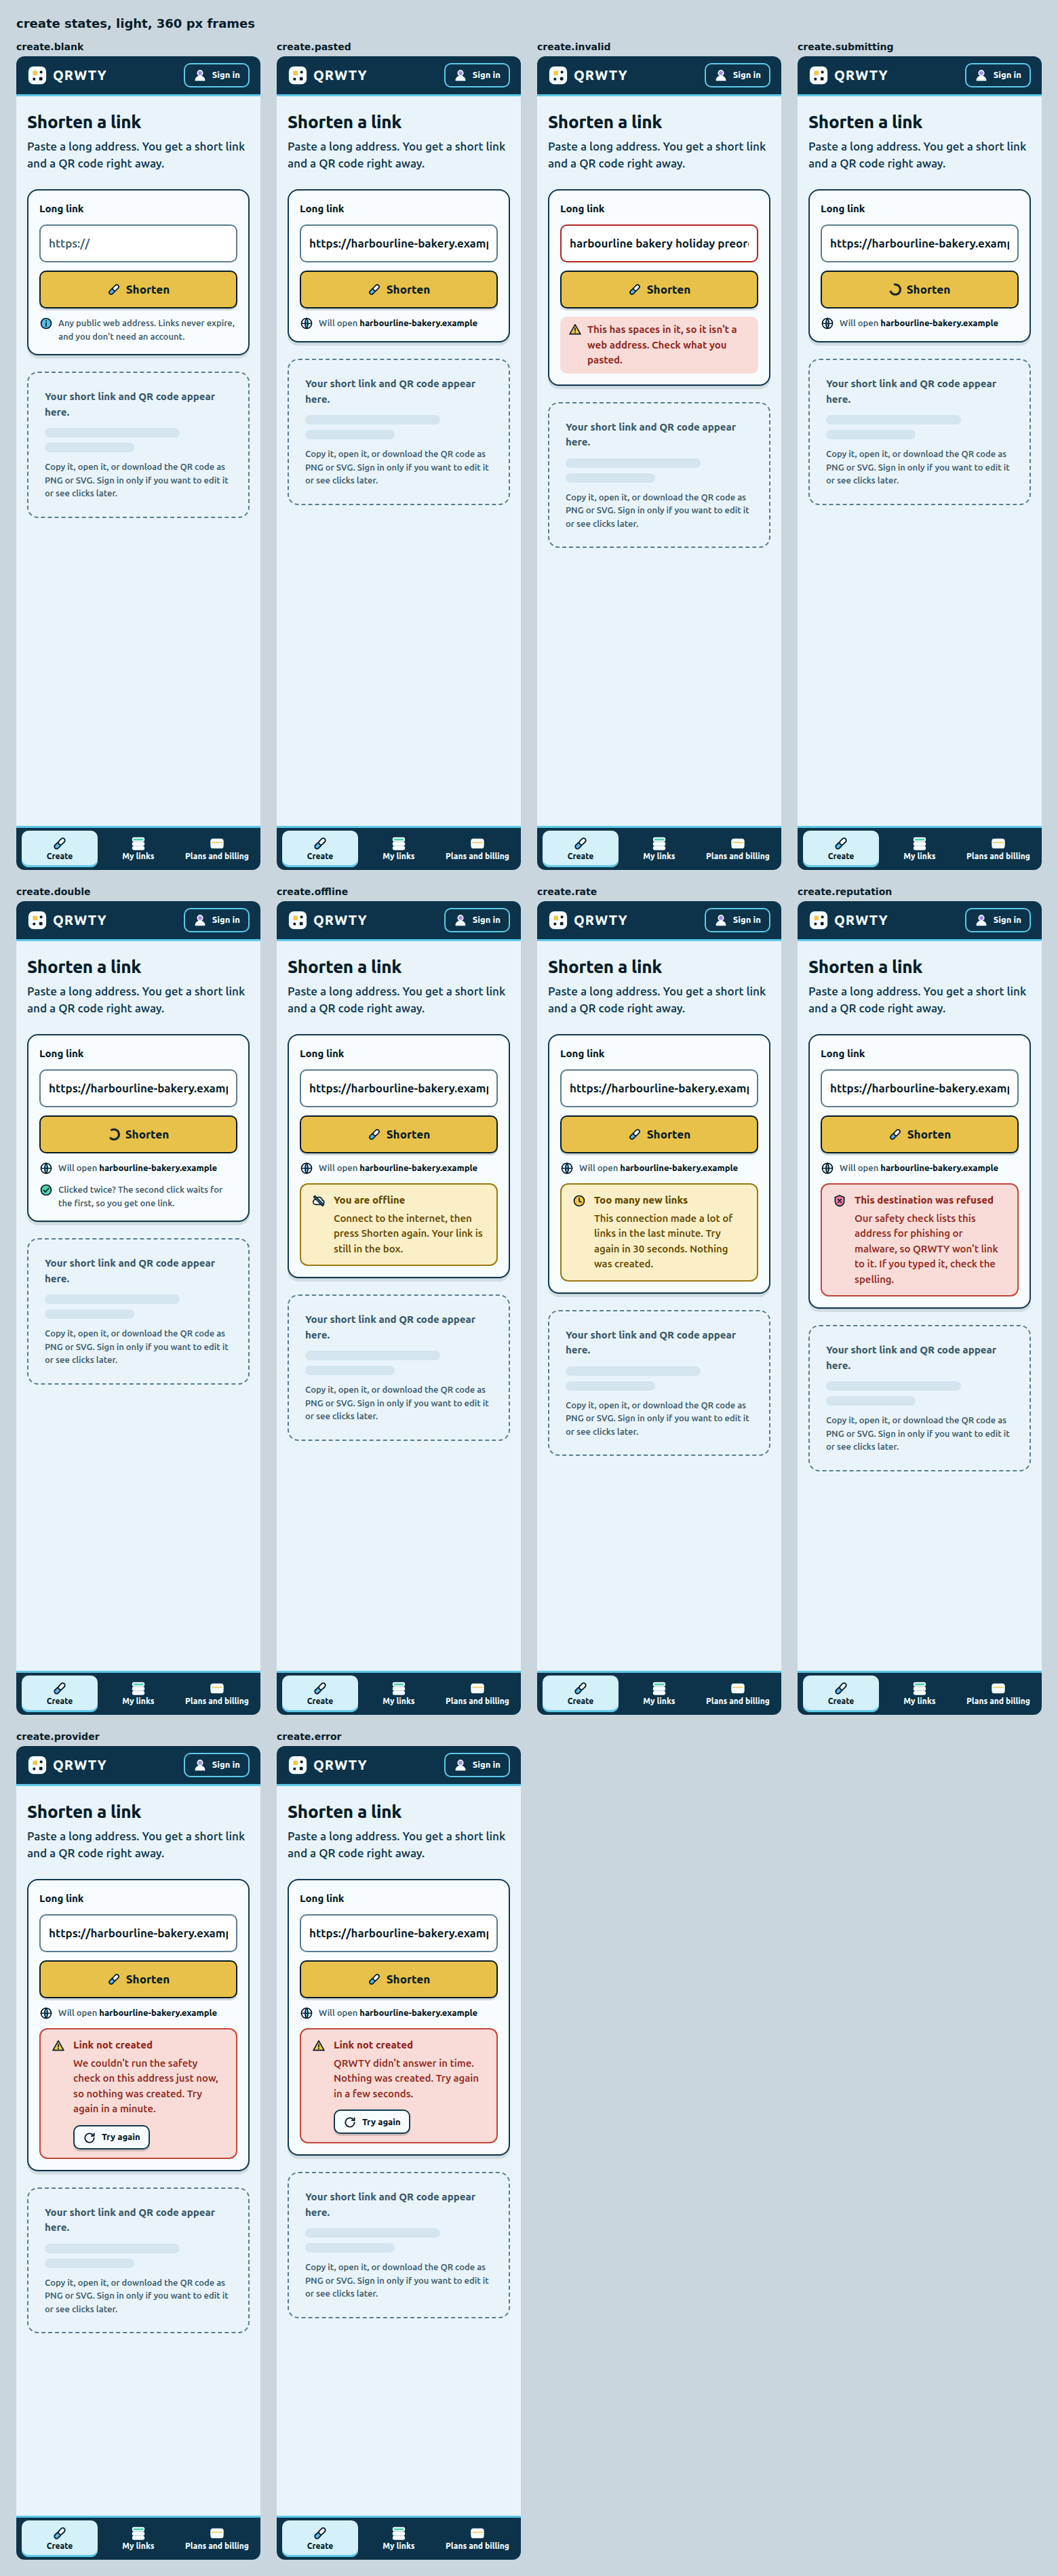 create states, light, 360 px frames
create.blank
QRWTY
Sign in
Shorten a link
Paste a long address. You get a short link
and a QR code right away.
Long link
https://
Shorten
Any public web address. Links never expire,
and you don't need an account.
Your short link and QR code appear
here.
Copy it, open it, or download the QR code as
PNG or SVG. Sign in only if you want to edit it
or see clicks later.
Create
My links
Plans and billing
create.pasted
QRWTY
Sign in
Shorten a link
Paste a long address. You get a short link
and a QR code right away.
Long link
https://harbourline-bakery.examp
Shorten
Will open harbourline-bakery.example
Your short link and QR code appear
here.
Copy it, open it, or download the QR code as
PNG or SVG. Sign in only if you want to edit it
or see clicks later.
Create
My links
Plans and billing
create.invalid
QRWTY
Sign in
Shorten a link
Paste a long address. You get a short link
and a QR code right away.
Long link
harbourline bakery holiday preor
Shorten
This has spaces in it, so it isn't a
web address. Check what you
pasted.
Your short link and QR code appear
here.
Copy it, open it, or download the QR code as
PNG or SVG. Sign in only if you want to edit it
or see clicks later.
Create
My links
Plans and billing
create.submitting
QRWTY
Sign in
Shorten a link
Paste a long address. You get a short link
and a QR code right away.
Long link
https://harbourline-bakery.examp
Shorten
Will open harbourline-bakery.example
Your short link and QR code appear
here.
Copy it, open it, or download the QR code as
PNG or SVG. Sign in only if you want to edit it
or see clicks later.
Create
My links
Plans and billing
create.double
QRWTY
Sign in
Shorten a link
Paste a long address. You get a short link
and a QR code right away.
Long link
https://harbourline-bakery.examp
Shorten
Will open harbourline-bakery.example
Clicked twice? The second click waits for
the first, so you get one link.
Your short link and QR code appear
here.
Copy it, open it, or download the QR code as
PNG or SVG. Sign in only if you want to edit it
or see clicks later.
Create
My links
Plans and billing
create.offline
QRWTY
Sign in
Shorten a link
Paste a long address. You get a short link
and a QR code right away.
Long link
https://harbourline-bakery.examp
Shorten
Will open harbourline-bakery.example
You are offline
Connect to the internet, then
press Shorten again. Your link is
still in the box.
Your short link and QR code appear
here.
Copy it, open it, or download the QR code as
PNG or SVG. Sign in only if you want to edit it
or see clicks later.
Create
My links
Plans and billing
create.rate
QRWTY
Sign in
Shorten a link
Paste a long address. You get a short link
and a QR code right away.
Long link
https://harbourline-bakery.examp
Shorten
Will open harbourline-bakery.example
Too many new links
This connection made a lot of
links in the last minute. Try
again in 30 seconds. Nothing
was created.
Your short link and QR code appear
here.
Copy it, open it, or download the QR code as
PNG or SVG. Sign in only if you want to edit it
or see clicks later.
Create
My links
Plans and billing
create.reputation
QRWTY
Sign in
Shorten a link
Paste a long address. You get a short link
and a QR code right away.
Long link
https://harbourline-bakery.examp
Shorten
Will open harbourline-bakery.example
This destination was refused
Our safety check lists this
address for phishing or
malware, so QRWTY won't link
to it. If you typed it, check the
spelling.
Your short link and QR code appear
here.
Copy it, open it, or download the QR code as
PNG or SVG. Sign in only if you want to edit it
or see clicks later.
Create
My links
Plans and billing
create.provider
QRWTY
Sign in
Shorten a link
Paste a long address. You get a short link
and a QR code right away.
Long link
https://harbourline-bakery.examp
Shorten
Will open harbourline-bakery.example
Link not created
We couldn't run the safety
check on this address just now,
so nothing was created. Try
again in a minute.
Try again
Your short link and QR code appear
here.
Copy it, open it, or download the QR code as
PNG or SVG. Sign in only if you want to edit it
or see clicks later.
Create
My links
Plans and billing
create.error
QRWTY
Sign in
Shorten a link
Paste a long address. You get a short link
and a QR code right away.
Long link
https://harbourline-bakery.examp
Shorten
Will open harbourline-bakery.example
Link not created
QRWTY didn't answer in time.
Nothing was created. Try again
in a few seconds.
Try again
Your short link and QR code appear
here.
Copy it, open it, or download the QR code as
PNG or SVG. Sign in only if you want to edit it
or see clicks later.
Create
My links
Plans and billing